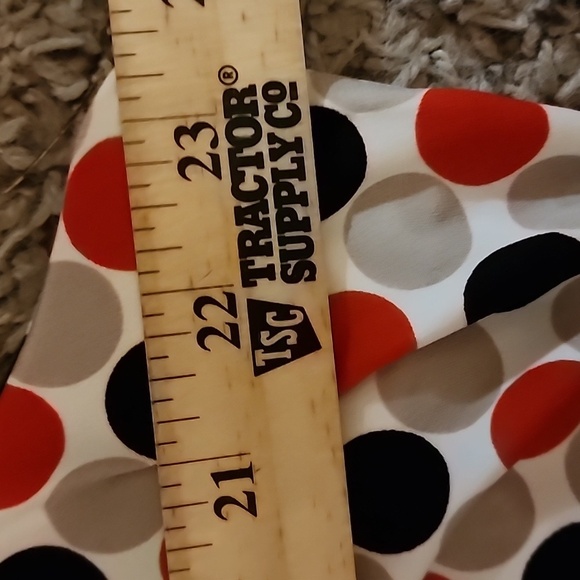 23
22
21
TRACTOR®
SUPPLY Cº
TSC